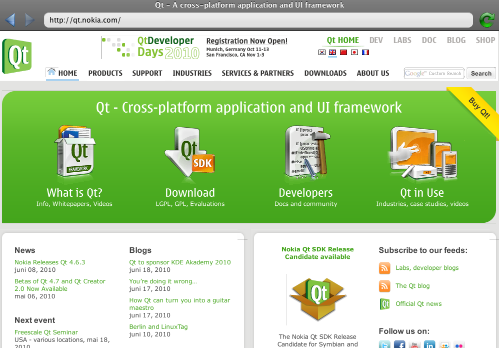 Qt - A cross-platform application and UI framework
http://qt.nokia.com/
Qt
QtDeveloper
Days 2010
Registration Now Open!
Munich, Germany Oct 11-13
San Francisco, CA Nov 1-3
Qt HOME DEV LABS DOC BLOG SHOP
HOME PRODUCTS SUPPORT INDUSTRIES SERVICES & PARTNERS DOWNLOADS ABOUT US
Google Custom Search Search
Buy Qt!
Qt - Cross-platform application and UI framework
Qt
Qt SDK
What is Qt? Download Developers Qt in Use
Info, Whitepapers, Videos LGPL, GPL, Evaluations Docs and community Industries, case studies, videos
News
Nokia Releases Qt 4.6.3
juni 08, 2010
Betas of Qt 4.7 and Qt Creator
2.0 Now Available
mai 06, 2010
Next event
Freescale Qt Seminar
USA - various locations, mai 18,
2010
Blogs
Qt to sponsor KDE Akademy 2010
juni 18, 2010
You're doing it wrong..
juni 17, 2010
How Qt can turn you into a guitar
maestro
juni 17, 2010
Berlin and LinuxTag
juni 10, 2010
Nokia Qt SDK Release
Candidate available
Qt
The Nokia Qt SDK Release
Candidate for Symbian and
Subscribe to our feeds:
Labs, developer blogs
The Qt blog
Official Qt news
Follow us on: